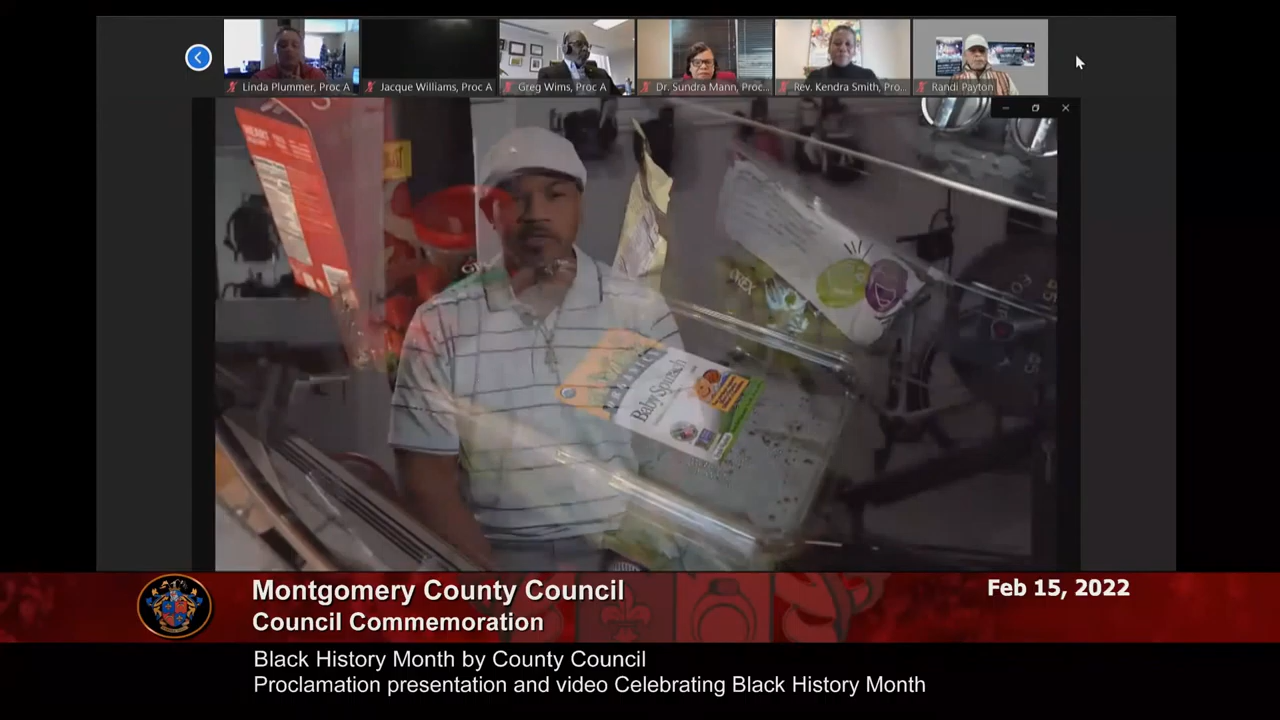 Linda Plummer, Proc A
Jacque Williams, Proc A
Greg Wims, Proc A
Dr. Sundra Mann, Proc...
Rev. Kendra Smith, Pro...
Randi Payton
Baby Spinach
45
Montgomery County Council
Feb 15, 2022
Council Commemoration
Black History Month by County Council
Proclamation presentation and video Celebrating Black History Month